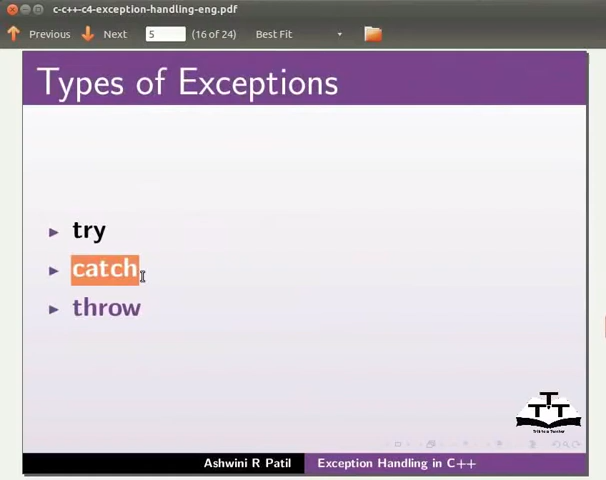 c-c++-c4-exception-handling-eng.pdf
Previous Next 5 (16 of 24) Best Fit
Types of Exceptions
try
catch
throw
Ashwini R Patil Exception Handling in C++